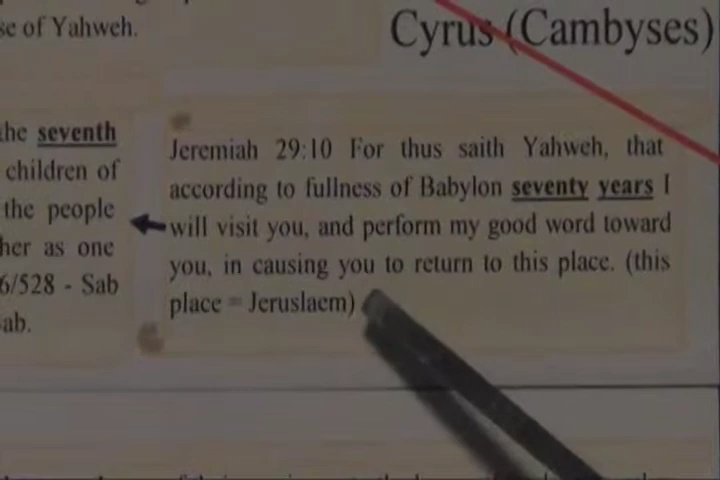 se of Yahweh.
Cyrus (Cambyses)
the seventh
children of
the people
her as one
6/528 - Sab
ab.
Jeremiah 29:10 For thus saith Yahweh, that
according to fullness of Babylon seventy years I
will visit you, and perform my good word toward
you, in causing you to return to this place. (this
place = Jeruslaem)